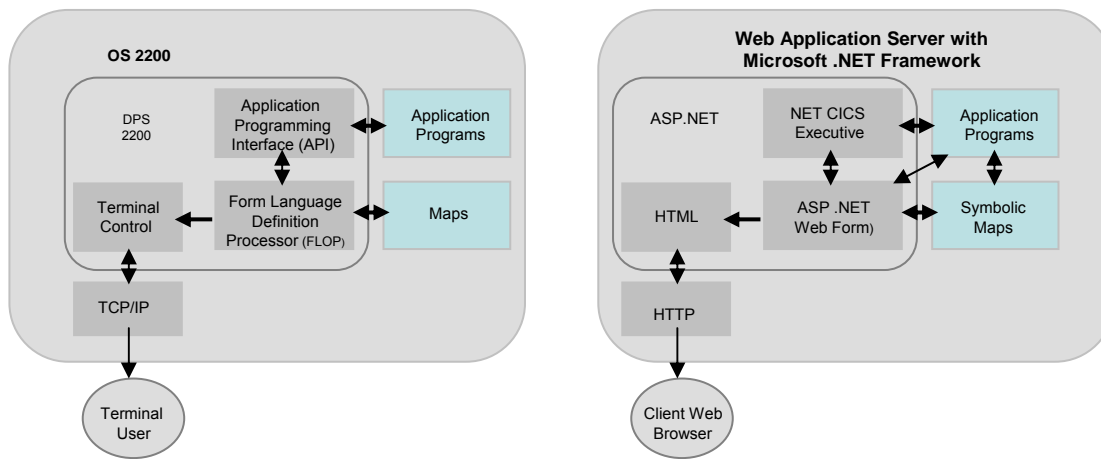 OS 2200
DPS
2200
Application
Programming
Interface (API)
Application
Programs
Terminal
Control
Form Language
Definition
Processor (FLOP)
Maps
TCP/IP
Terminal
User
Web Application Server with
Microsoft .NET Framework
ASP.NET
NET CICS
Executive
Application
Programs
HTML
ASP .NET
Web Form)
Symbolic
Maps
HTTP
Client Web
Browser